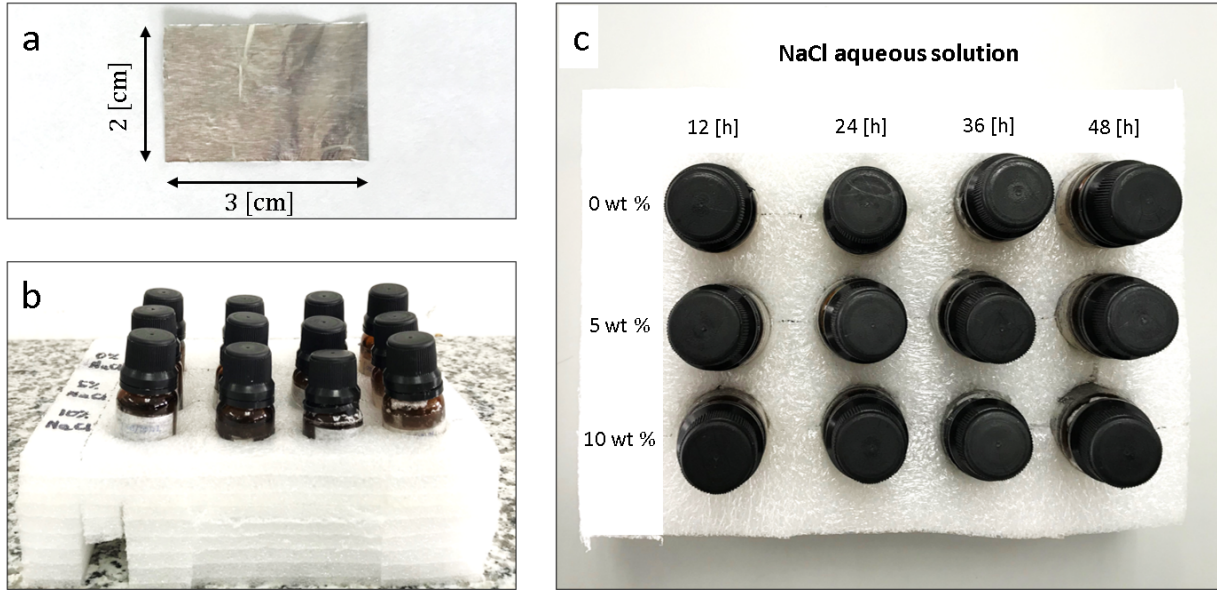 a
2 [cm]
3 [cm]
b
0%
NaCl
5%
NaCl
10%
NaCl
c
NaCl aqueous solution
12 [h]
24 [h]
36 [h]
48 [h]
0 wt %
5 wt %
10 wt %